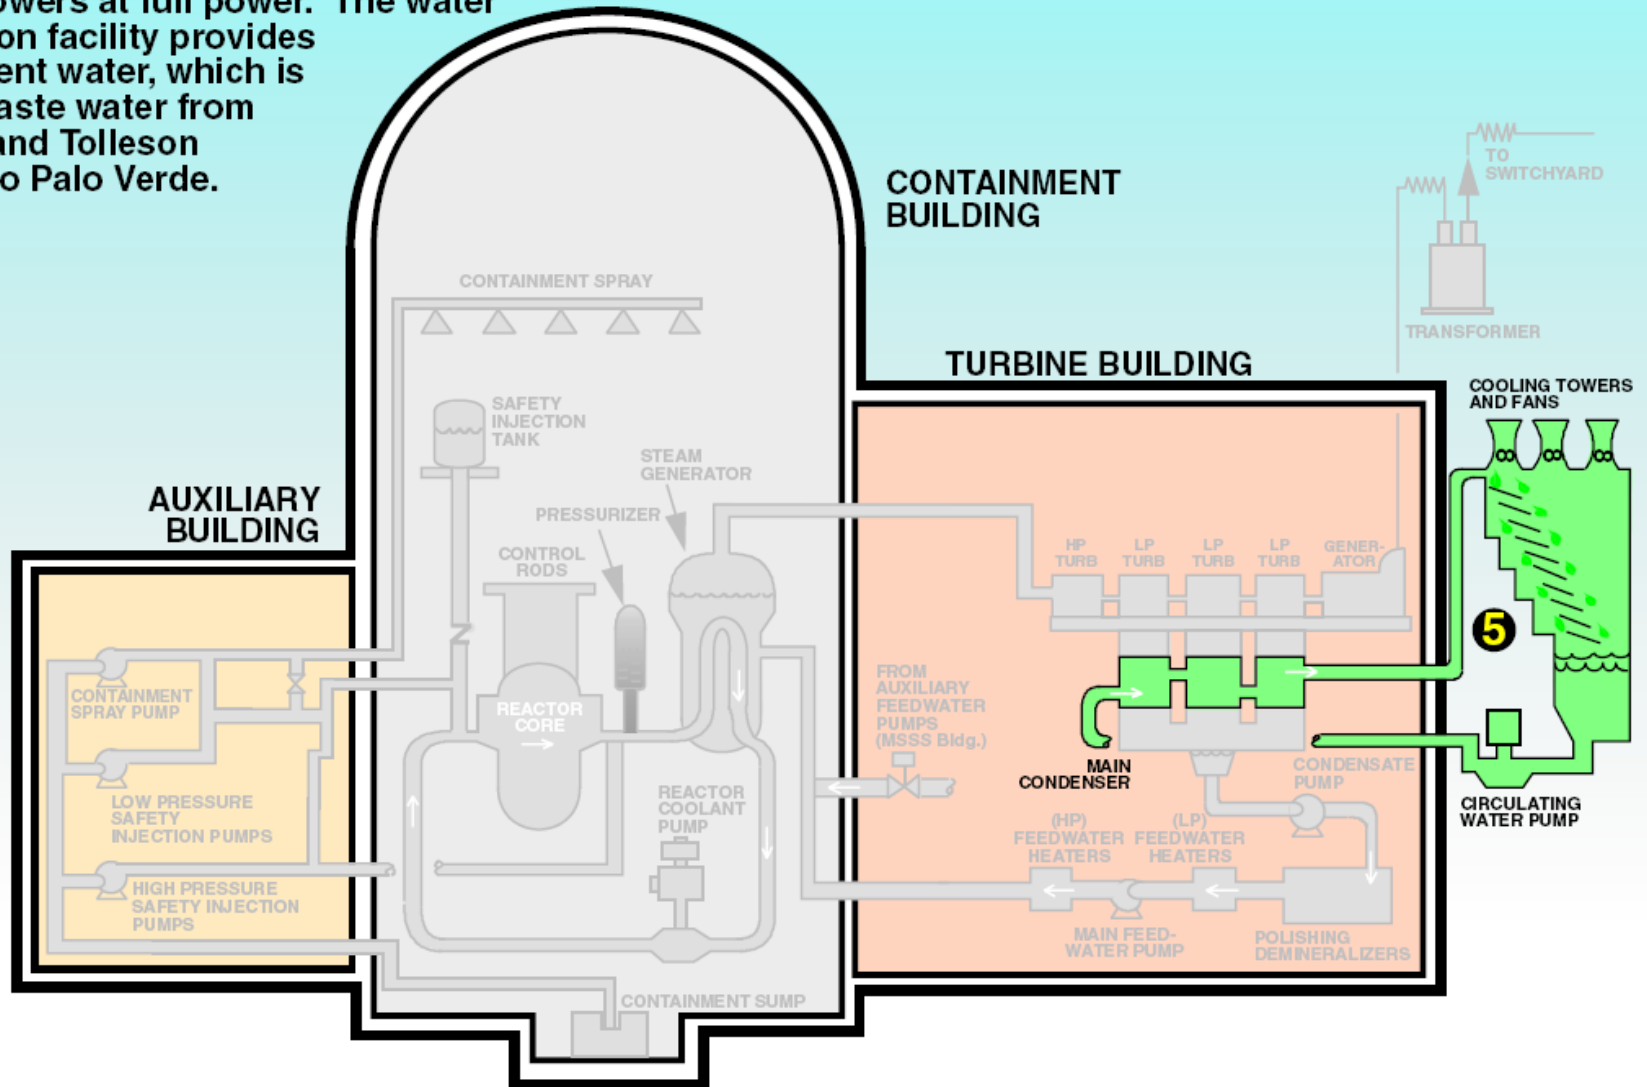 at full power. The water
on facility provides
water, which is
water from
and Tolleson
Palo Verde.
CONTAINMENT
BUILDING
TO
SWITCHYARD
TRANSFORMER
CONTAINMENT SPRAY
TURBINE BUILDING
COOLING TOWERS
AND FANS
SAFETY
INJECTION
TANK
STEAM
GENERATOR
PRESSURIZER
CONTROL
RODS
AUXILIARY
BUILDING
HP
TURB
LP
TURB
LP
TURB
LP
TURB
GENER-
ATOR
5
CONTAINMENT
SPRAY PUMP
REACTOR
CORE
FROM
AUXILIARY
FEEDWATER
PUMPS
(MSSS Bldg.)
MAIN
CONDENSER
CONDENSATE
PUMP
CIRCULATING
WATER PUMP
LOW PRESSURE
SAFETY
INJECTION PUMPS
REACTOR
COOLANT
PUMP
(HP)
FEEDWATER
HEATERS
(LP)
FEEDWATER
HEATERS
HIGH PRESSURE
SAFETY INJECTION
PUMPS
MAIN FEED-
WATER PUMP
POLISHING
DEMINERALIZERS
CONTAINMENT SUMP